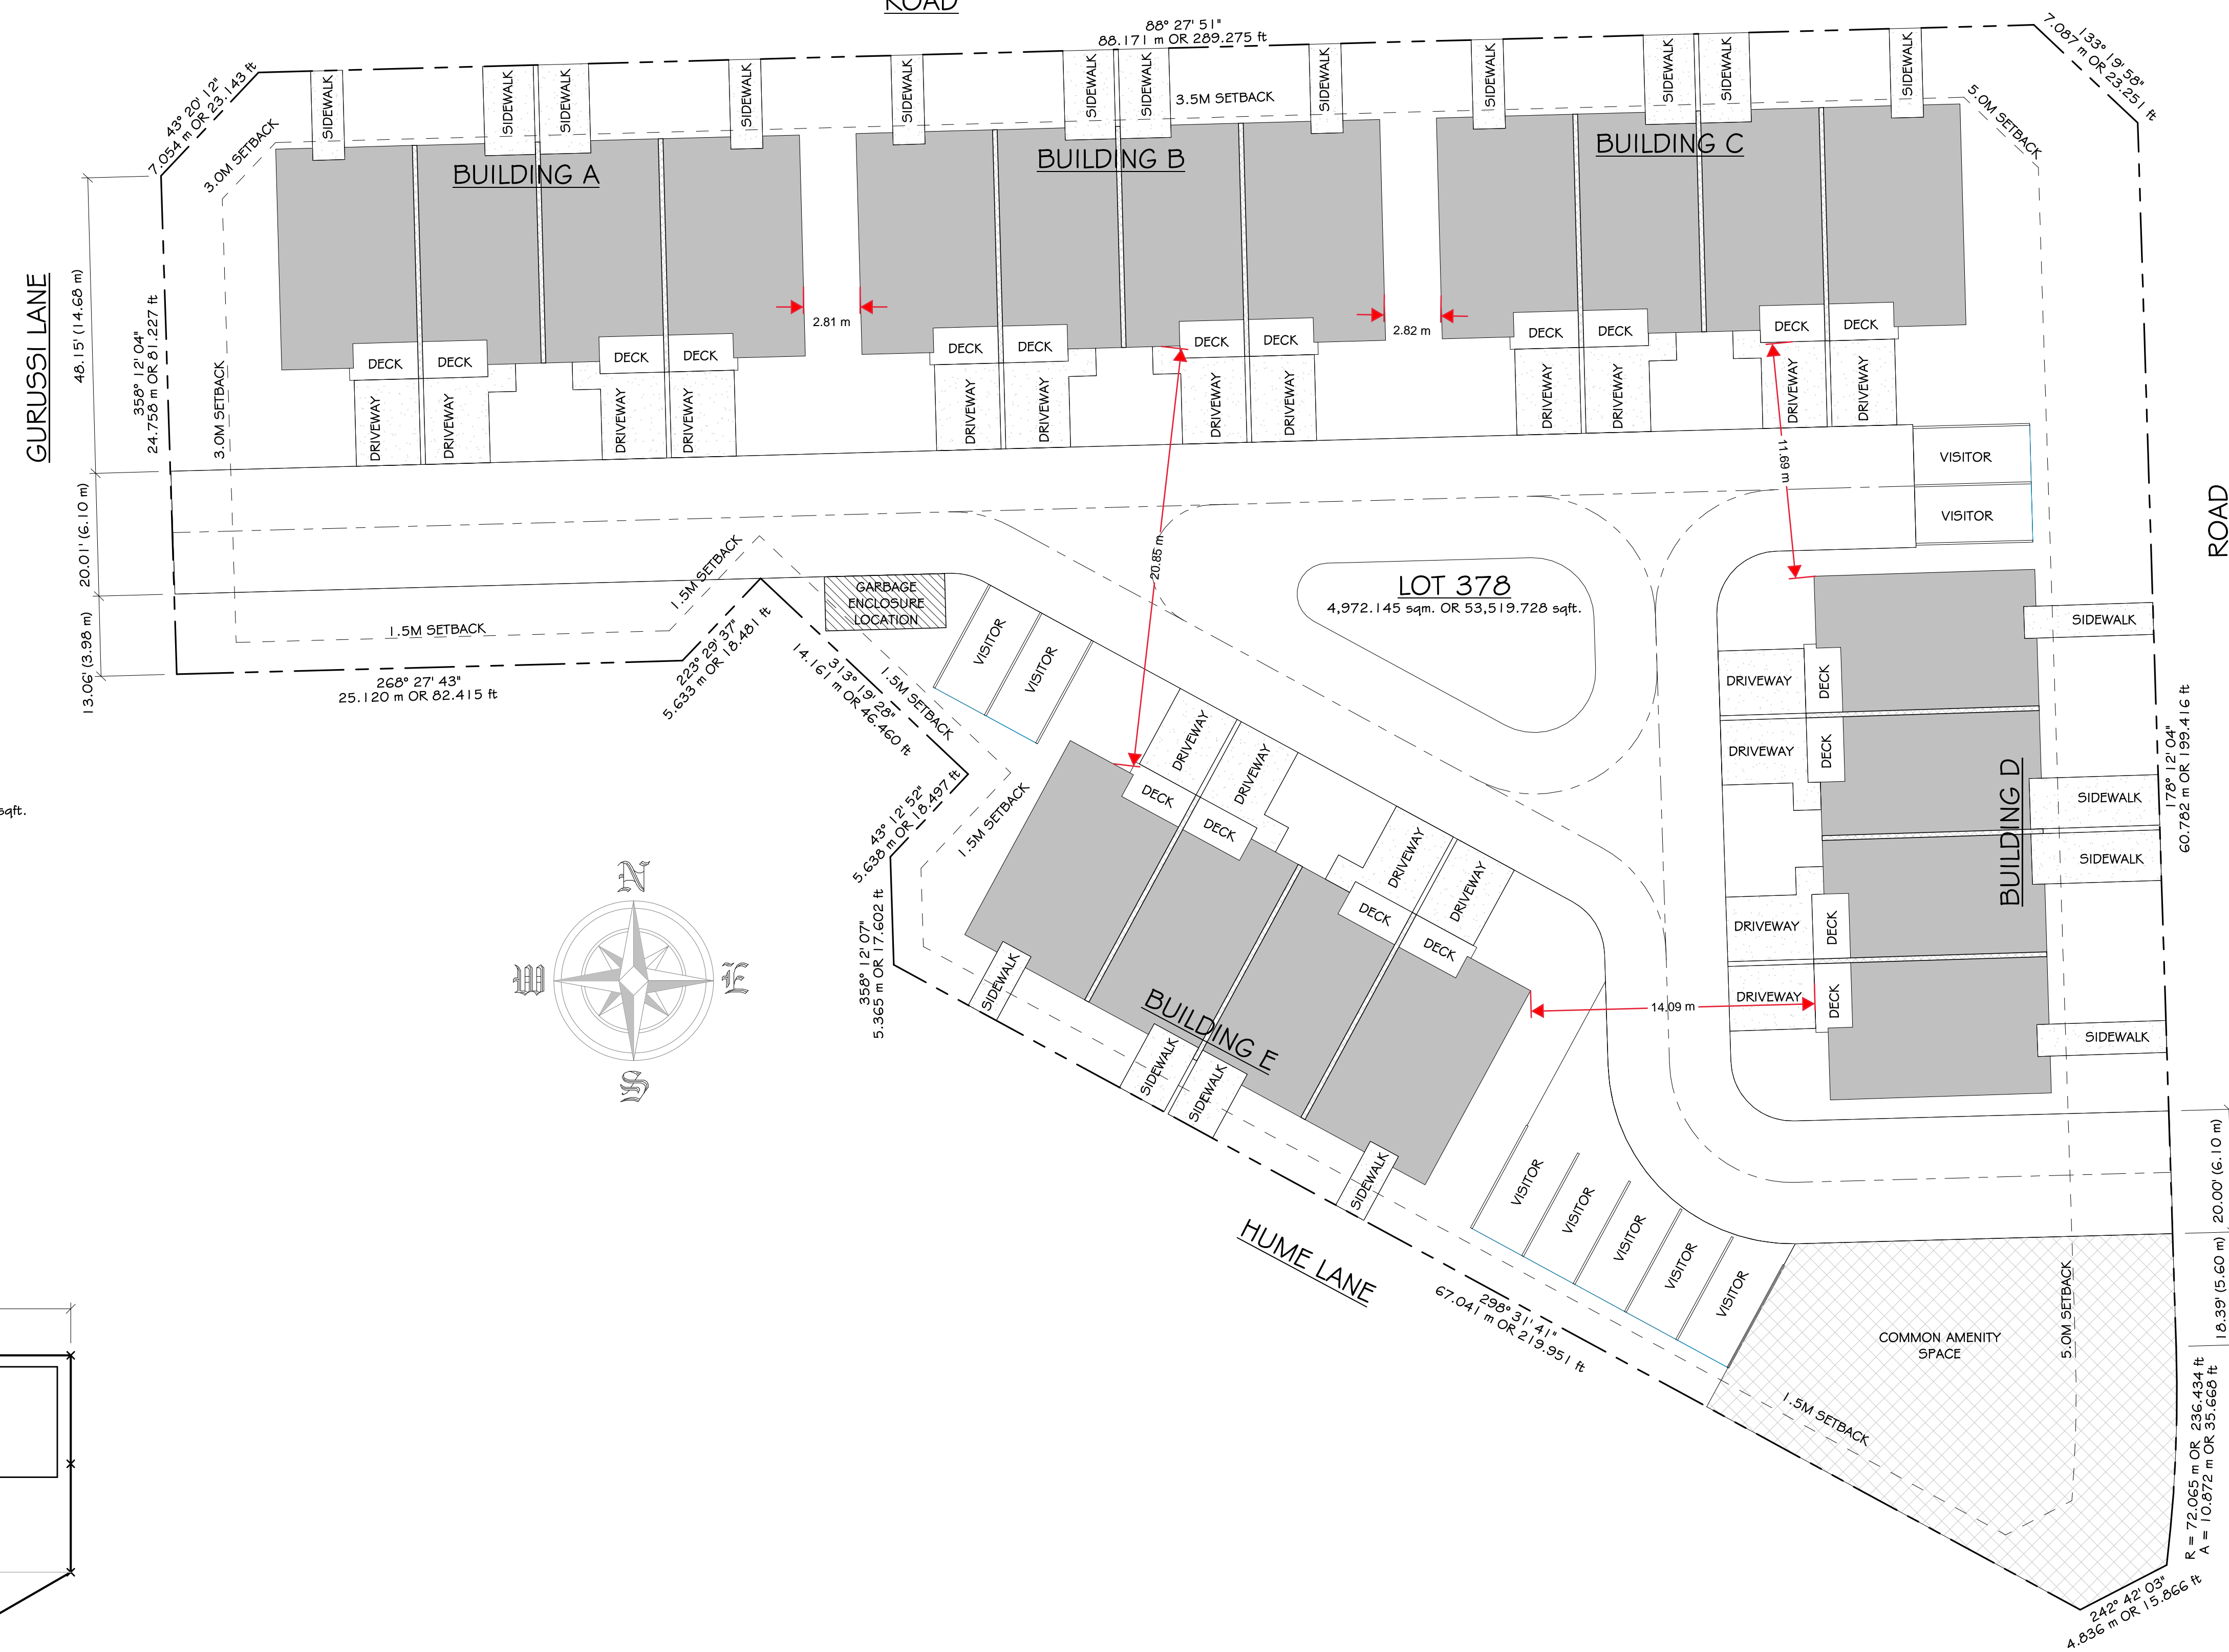 ROAD
88° 27' 51"
88.171 m OR 289.275 ft
7.054 m OR 23.143 ft
43° 20' 12"
133° 19' 58"
7.087 m OR 23.251 ft
SIDEWALK
SIDEWALK
SIDEWALK
SIDEWALK
SIDEWALK
SIDEWALK
SIDEWALK
SIDEWALK
SIDEWALK
SIDEWALK
SIDEWALK
SIDEWALK
3.5M SETBACK
3.0M SETBACK
5.0M SETBACK
BUILDING A
BUILDING B
BUILDING C
GURUSSI LANE
48.15' (14.68 m)
358° 12' 04"
24.758 m OR 81.227 ft
3.0M SETBACK
2.81 m
2.82 m
DECK
DECK
DECK
DECK
DECK
DECK
DECK
DECK
DECK
DECK
DECK
DECK
DRIVEWAY
DRIVEWAY
DRIVEWAY
DRIVEWAY
DRIVEWAY
DRIVEWAY
DRIVEWAY
DRIVEWAY
DRIVEWAY
DRIVEWAY
DRIVEWAY
DRIVEWAY
11.69 m
VISITOR
VISITOR
ROAD
20.01' (6.10 m)
20.85 m
1.5M SETBACK
GARBAGE
ENCLOSURE
LOCATION
LOT 378
4,972.145 sqm. OR 53,519.728 sqft.
1.5M SETBACK
13.06' (3.98 m)
268° 27' 43"
25.120 m OR 82.415 ft
223° 29' 37"
5.633 m OR 18.481 ft
313° 19' 28"
14.161 m OR 46.460 ft
1.5M SETBACK
VISITOR
VISITOR
SIDEWALK
DRIVEWAY
DECK
DRIVEWAY
DECK
178° 12' 04"
60.782 m OR 199.416 ft
BUILDING D
SIDEWALK
SIDEWALK
DRIVEWAY
DECK
DRIVEWAY
DECK
SIDEWALK
sqft.
43° 12' 52"
5.638 m OR 18.497 ft
1.5M SETBACK
DRIVEWAY
DRIVEWAY
DECK
DECK
DRIVEWAY
DRIVEWAY
DECK
DECK
N
W
E
S
358° 12' 07"
5.365 m OR 17.602 ft
SIDEWALK
BUILDING E
14.09 m
SIDEWALK
SIDEWALK
SIDEWALK
VISITOR
VISITOR
VISITOR
VISITOR
VISITOR
HUME LANE
298° 31' 41"
67.041 m OR 219.951 ft
20.00' (6.10 m)
18.39' (5.60 m)
5.0M SETBACK
COMMON AMENITY
SPACE
1.5M SETBACK
R = 72.065 m OR 236.434 ft
A = 10.872 m OR 35.668 ft
242° 42' 03"
4.836 m OR 15.866 ft